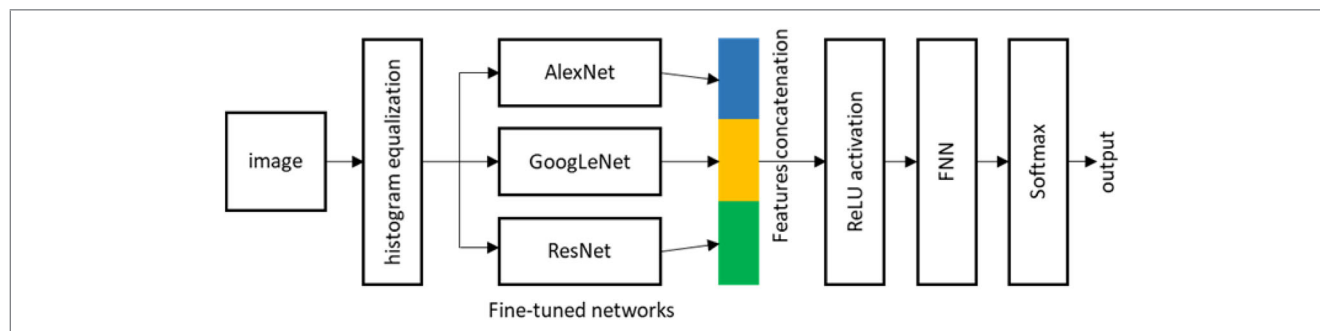 image
histogram equalization
AlexNet
GoogLeNet
ResNet
Fine-tuned networks
Features concatenation
ReLU activation
FNN
Softmax
output